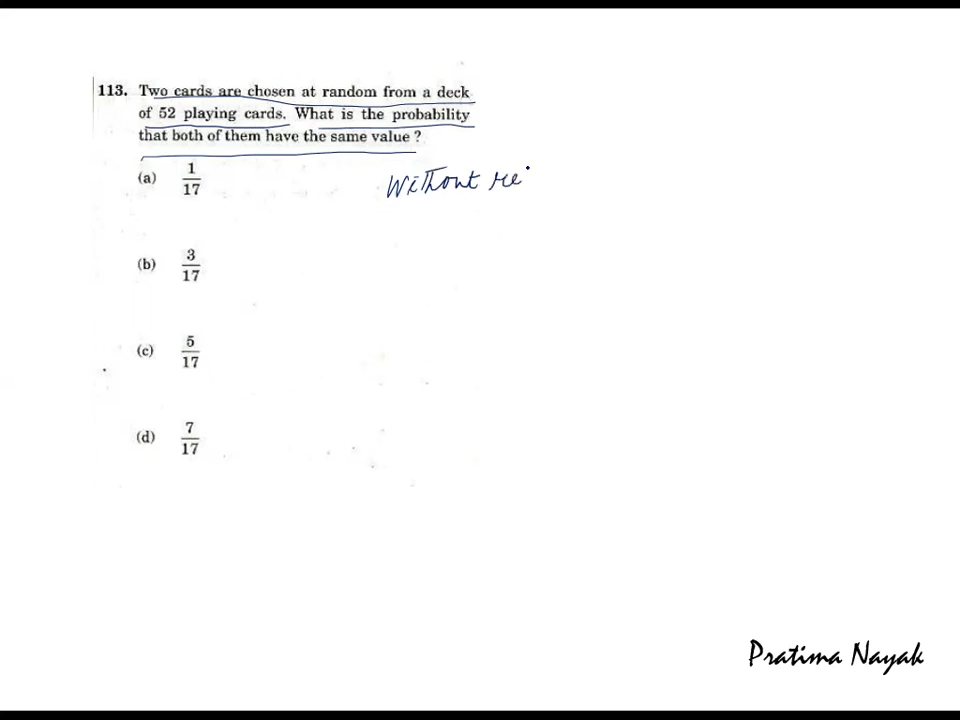 113. Two cards are chosen at random from a deck
of 52 playing cards. What is the probability
that both of them have the same value ?
(a) 1/17
Without re
(b) 3/17
(c) 5/17
(d) 7/17
Pratima Nayak